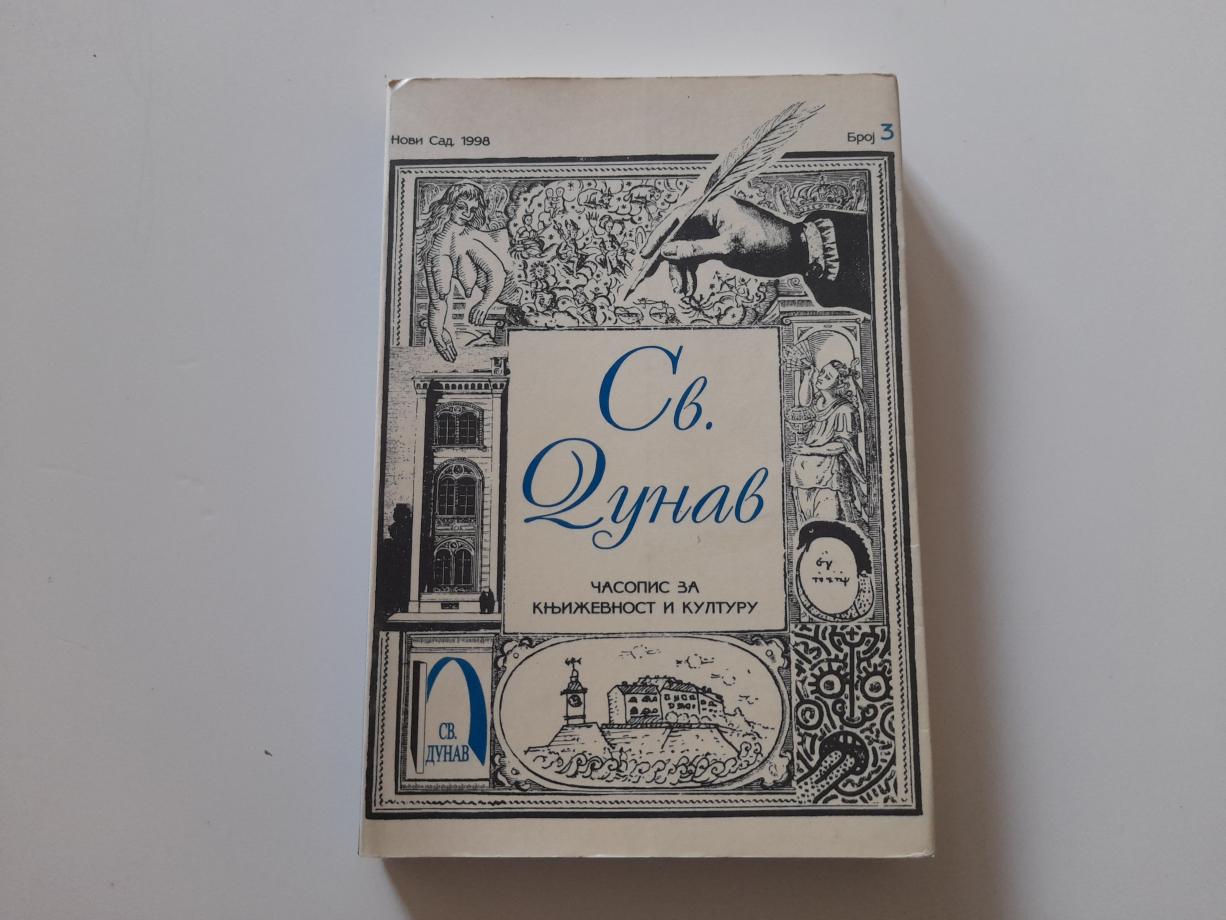 Нови Сад, 1998
Број 3
Св.
Дунав
ЧАСОПИС ЗА
КЊИЖЕВНОСТ И КУЛТУРУ
СВ.
ДУНАВ